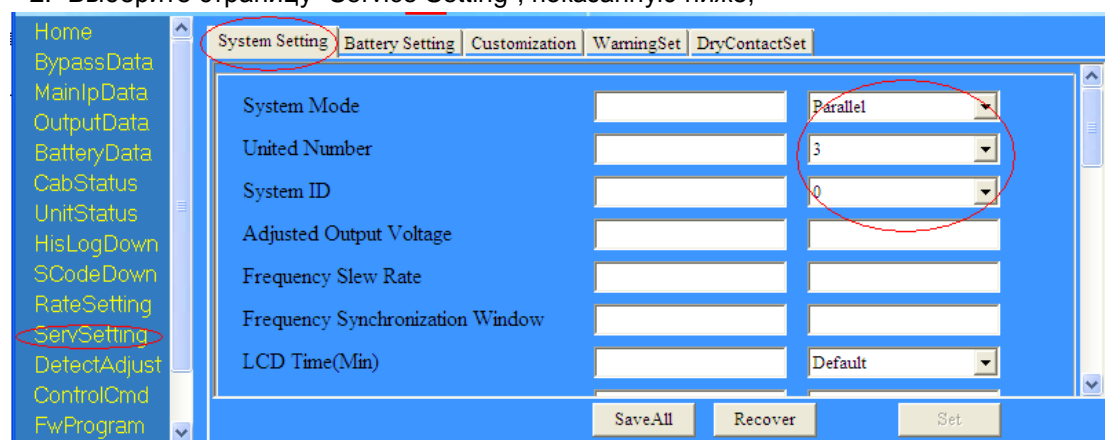 2. Выберите страницу "Service Setting", показанную ниже;
Home
BypassData
MainIpData
OutputData
BatteryData
CabStatus
UnitStatus
HisLogDown
SCodeDown
RateSetting
ServSetting
DetectAdjust
ControlCmd
FwProgram
System Setting Battery Setting Customization WarningSet DryContactSet
System Mode Parallel
United Number 3
System ID 0
Adjusted Output Voltage
Frequency Slew Rate
Frequency Synchronization Window
LCD Time(Min) Default
SaveAll Recover Set